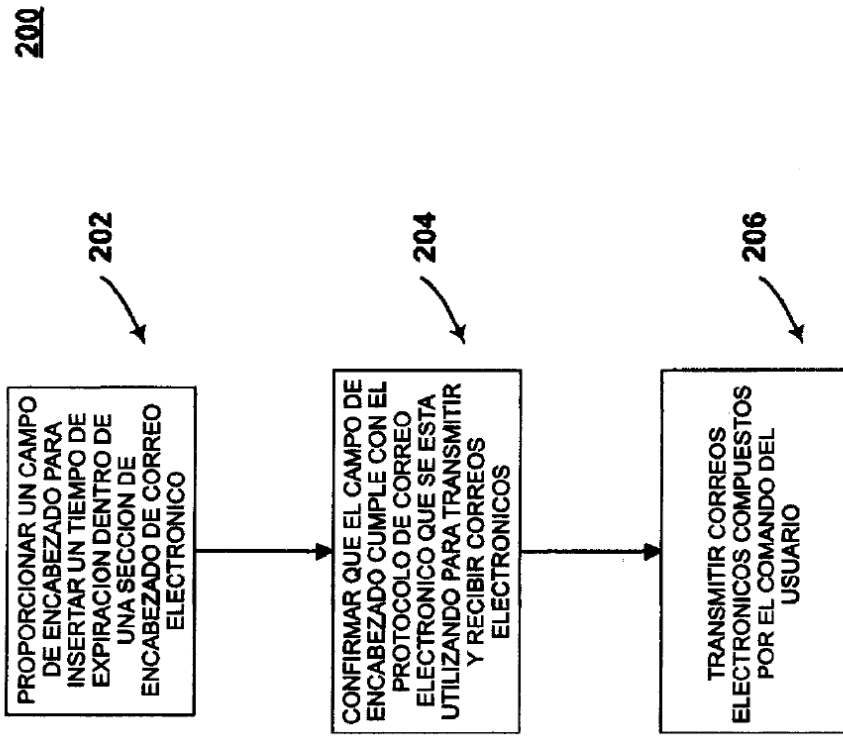 200
PROPORCIONAR UN CAMPO
DE ENCABEZADO PARA
INSERTAR UN TIEMPO DE
EXPIRACION DENTRO DE
UNA SECCION DE
ENCABEZADO DE CORREO
ELECTRONICO
202
CONFIRMAR QUE EL CAMPO DE
ENCABEZADO CUMPLE CON EL
PROTOCOLO DE CORREO
ELECTRONICO QUE SE ESTA
UTILIZANDO PARA TRANSMITIR
Y RECIBIR CORREOS
ELECTRONICOS
204
TRANSMITIR CORREOS
ELECTRONICOS COMPUESTOS
POR EL COMANDO DEL
USUARIO
206